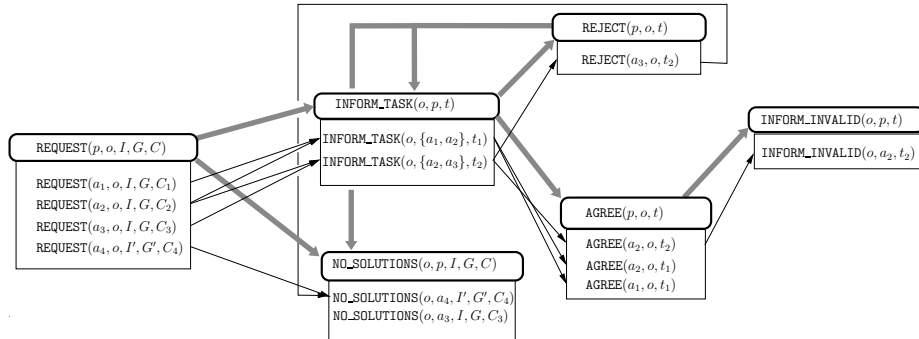 REJECT(p, o, t)
REJECT(a₃, o, t₂)
INFORM_TASK(o, p, t)
INFORM_TASK(o, {a₁, a₂}, t₁)
INFORM_TASK(o, {a₂, a₃}, t₂)
INFORM_INVALID(o, p, t)
INFORM_INVALID(o, a₂, t₂)
REQUEST(p, o, I, G, C)
REQUEST(a₁, o, I, G, C₁)
REQUEST(a₂, o, I, G, C₂)
REQUEST(a₃, o, I, G, C₃)
REQUEST(a₄, o, I′, G′, C₄)
AGREE(p, o, t)
AGREE(a₂, o, t₂)
AGREE(a₂, o, t₁)
AGREE(a₁, o, t₁)
NO_SOLUTIONS(o, p, I, G, C)
NO_SOLUTIONS(o, a₄, I′, G′, C₄)
NO_SOLUTIONS(o, a₃, I, G, C₃)